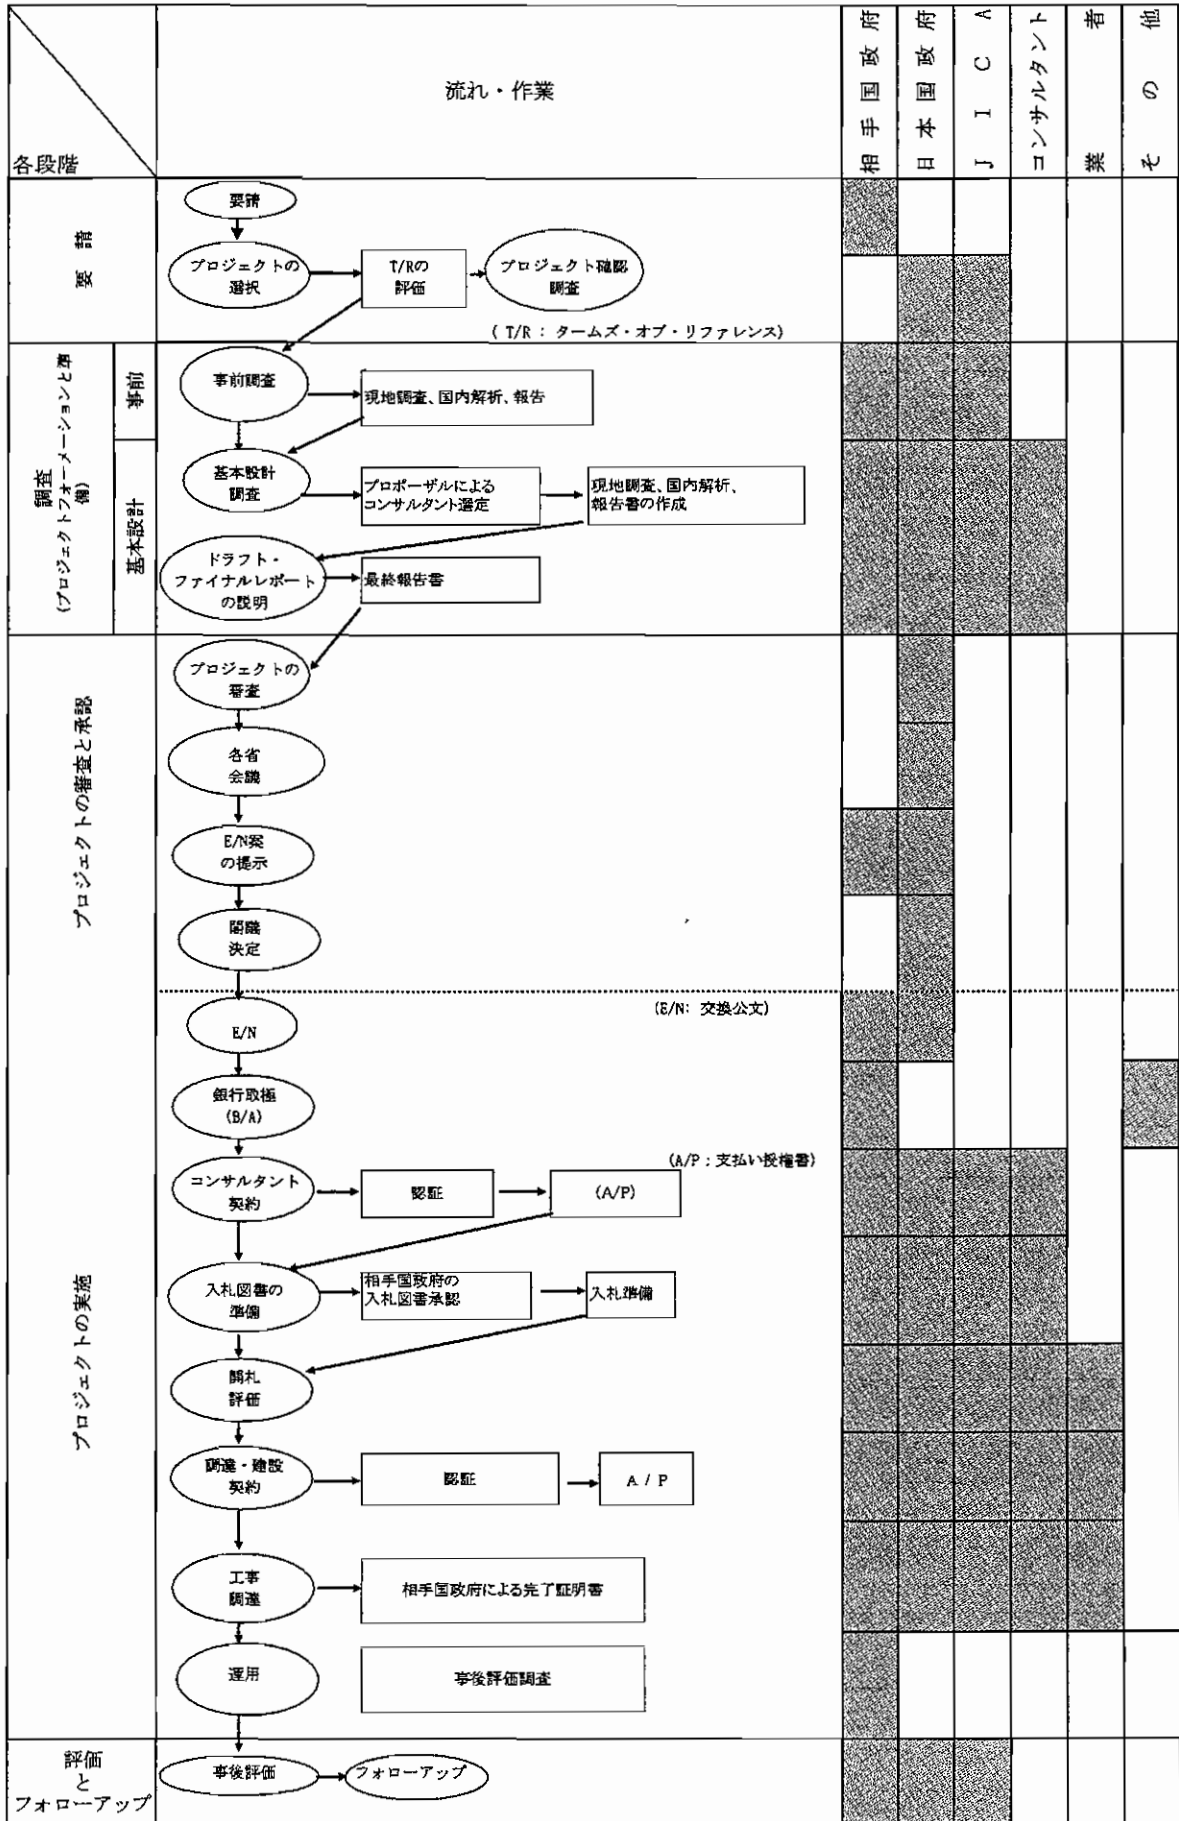 流れ・作業
各段階
相手国政府
日本国政府
JICA
コンサルタント
業者
その他
要請
要請
プロジェクトの
選択
T/Rの
評価
プロジェクト確認
調査
( T/R : タームズ・オブ・リファレンス)
調査
(プロジェクトフォーメーションと準
備)
事前
事前調査
現地調査、国内解析、報告
基本設計
基本設計
調査
プロポーザルによる
コンサルタント選定
現地調査、国内解析、
報告書の作成
ドラフト・
ファイナルレポート
の説明
最終報告書
プロジェクトの審査と承認
プロジェクトの
審査
各省
会議
E/N案
の提示
閣議
決定
プロジェクトの実施
(E/N: 交換公文)
E/N
銀行取極
(B/A)
(A/P : 支払い授権書)
コンサルタント
契約
認証
(A/P)
入札図書の
準備
相手国政府の
入札図書承認
入札準備
開札
評価
調達・建設
契約
認証
A / P
工事
調達
相手国政府による完了証明書
運用
事後評価調査
評価
と
フォローアップ
事後評価
フォローアップ